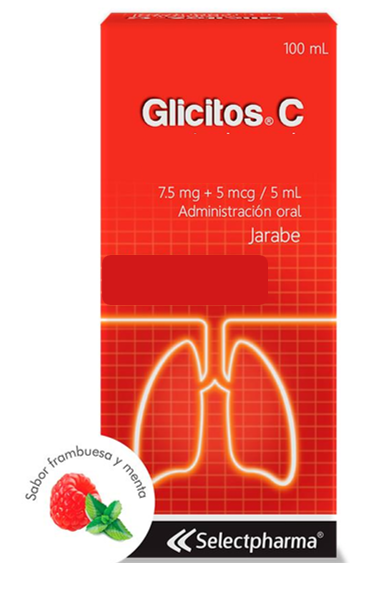 100 mL
Glicitos® C
7.5 mg + 5 mcg / 5 mL
Administración oral
Jarabe
Sabor frambuesa y menta
Selectpharma®